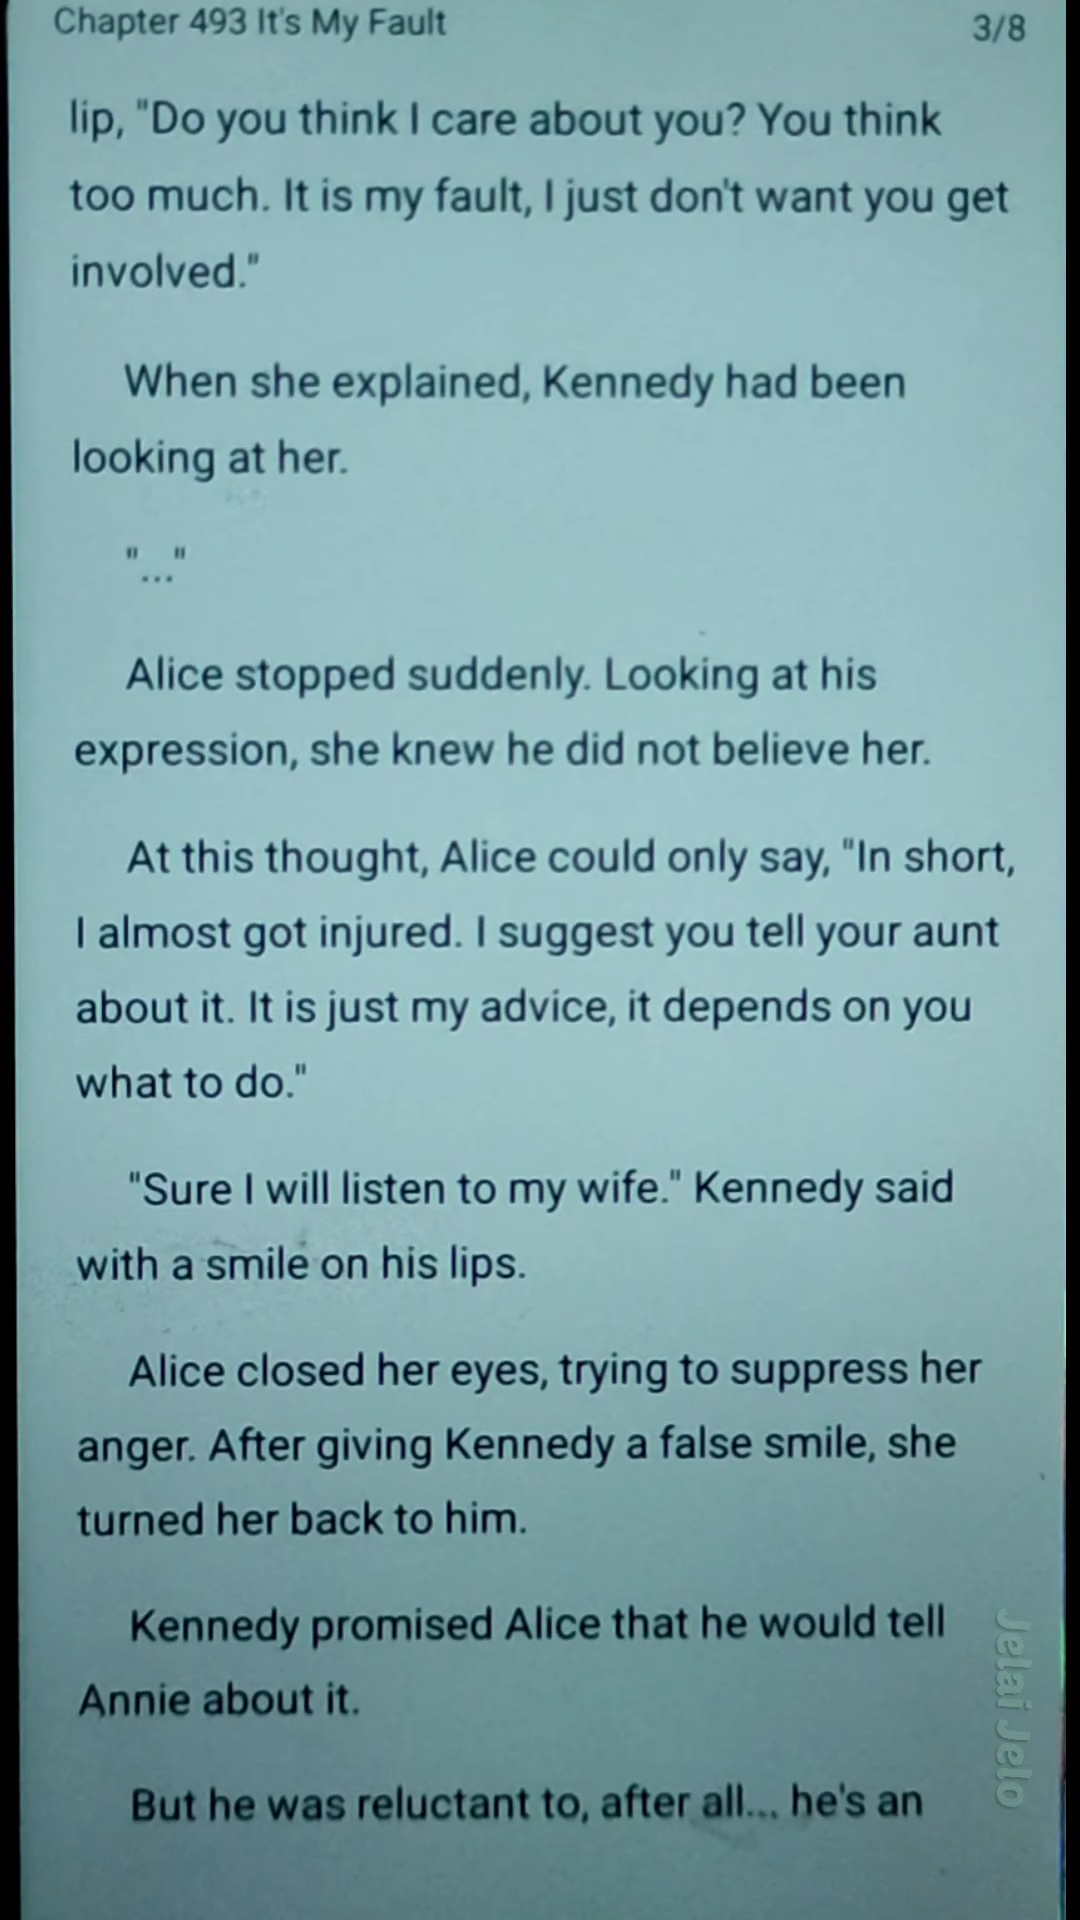 Chapter 493 It's My Fault
3/8
lip, "Do you think I care about you? You think
too much. It is my fault, I just don't want you get
involved."
When she explained, Kennedy had been
looking at her.
"..."
Alice stopped suddenly. Looking at his
expression, she knew he did not believe her.
At this thought, Alice could only say, "In short,
I almost got injured. I suggest you tell your aunt
about it. It is just my advice, it depends on you
what to do."
"Sure I will listen to my wife." Kennedy said
with a smile on his lips.
Alice closed her eyes, trying to suppress her
anger. After giving Kennedy a false smile, she
turned her back to him.
Kennedy promised Alice that he would tell
Annie about it.
But he was reluctant to, after all... he's an
Jelai Jelo